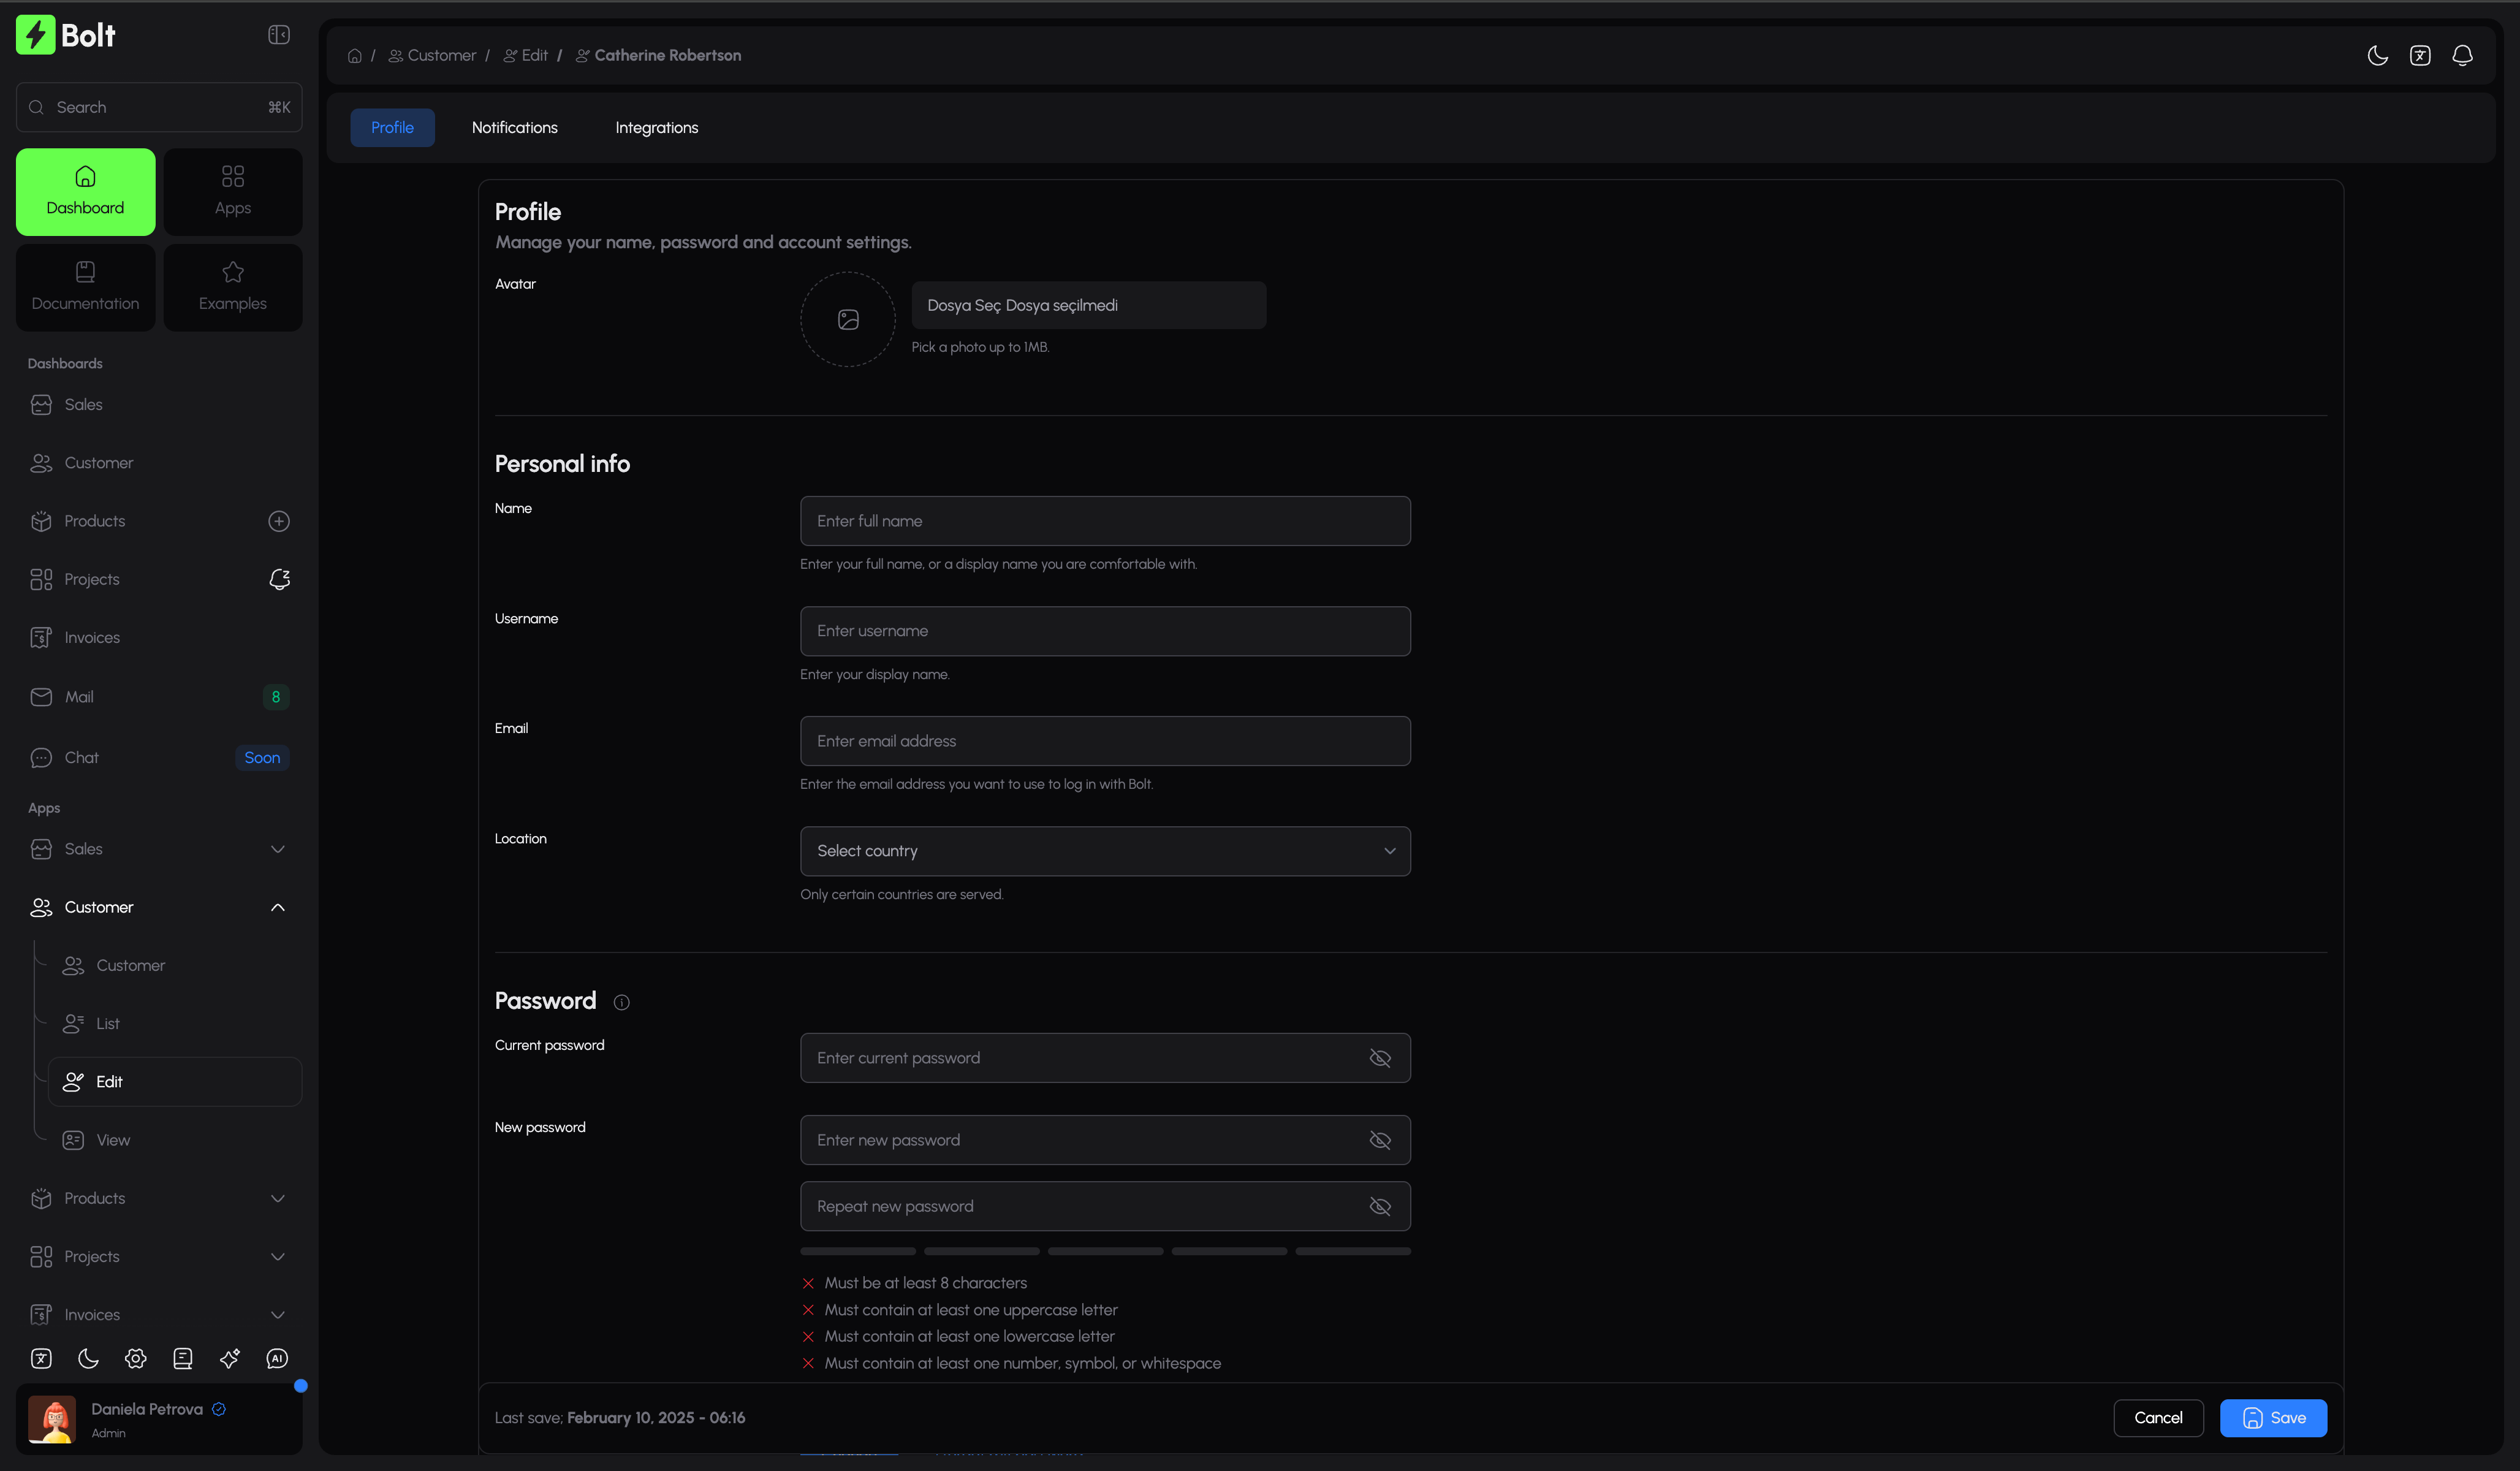 Bolt
Search ⌘K
Dashboard
Apps
Documentation
Examples
Dashboards
Sales
Customer
Products
Projects
Invoices
Mail 8
Chat Soon
Apps
Sales
Customer
Customer
List
Edit
View
Products
Projects
Invoices
AI
Daniela Petrova
Admin
/ Customer / Edit / Catherine Robertson
Profile Notifications Integrations
Profile
Manage your name, password and account settings.
Avatar
Dosya Seç Dosya seçilmedi
Pick a photo up to 1MB.
Personal info
Name
Enter full name
Enter your full name, or a display name you are comfortable with.
Username
Enter username
Enter your display name.
Email
Enter email address
Enter the email address you want to use to log in with Bolt.
Location
Select country
Only certain countries are served.
Password
Current password
Enter current password
New password
Enter new password
Repeat new password
Must be at least 8 characters
Must contain at least one uppercase letter
Must contain at least one lowercase letter
Must contain at least one number, symbol, or whitespace
Last save; February 10, 2025 - 06:16
Cancel
Save